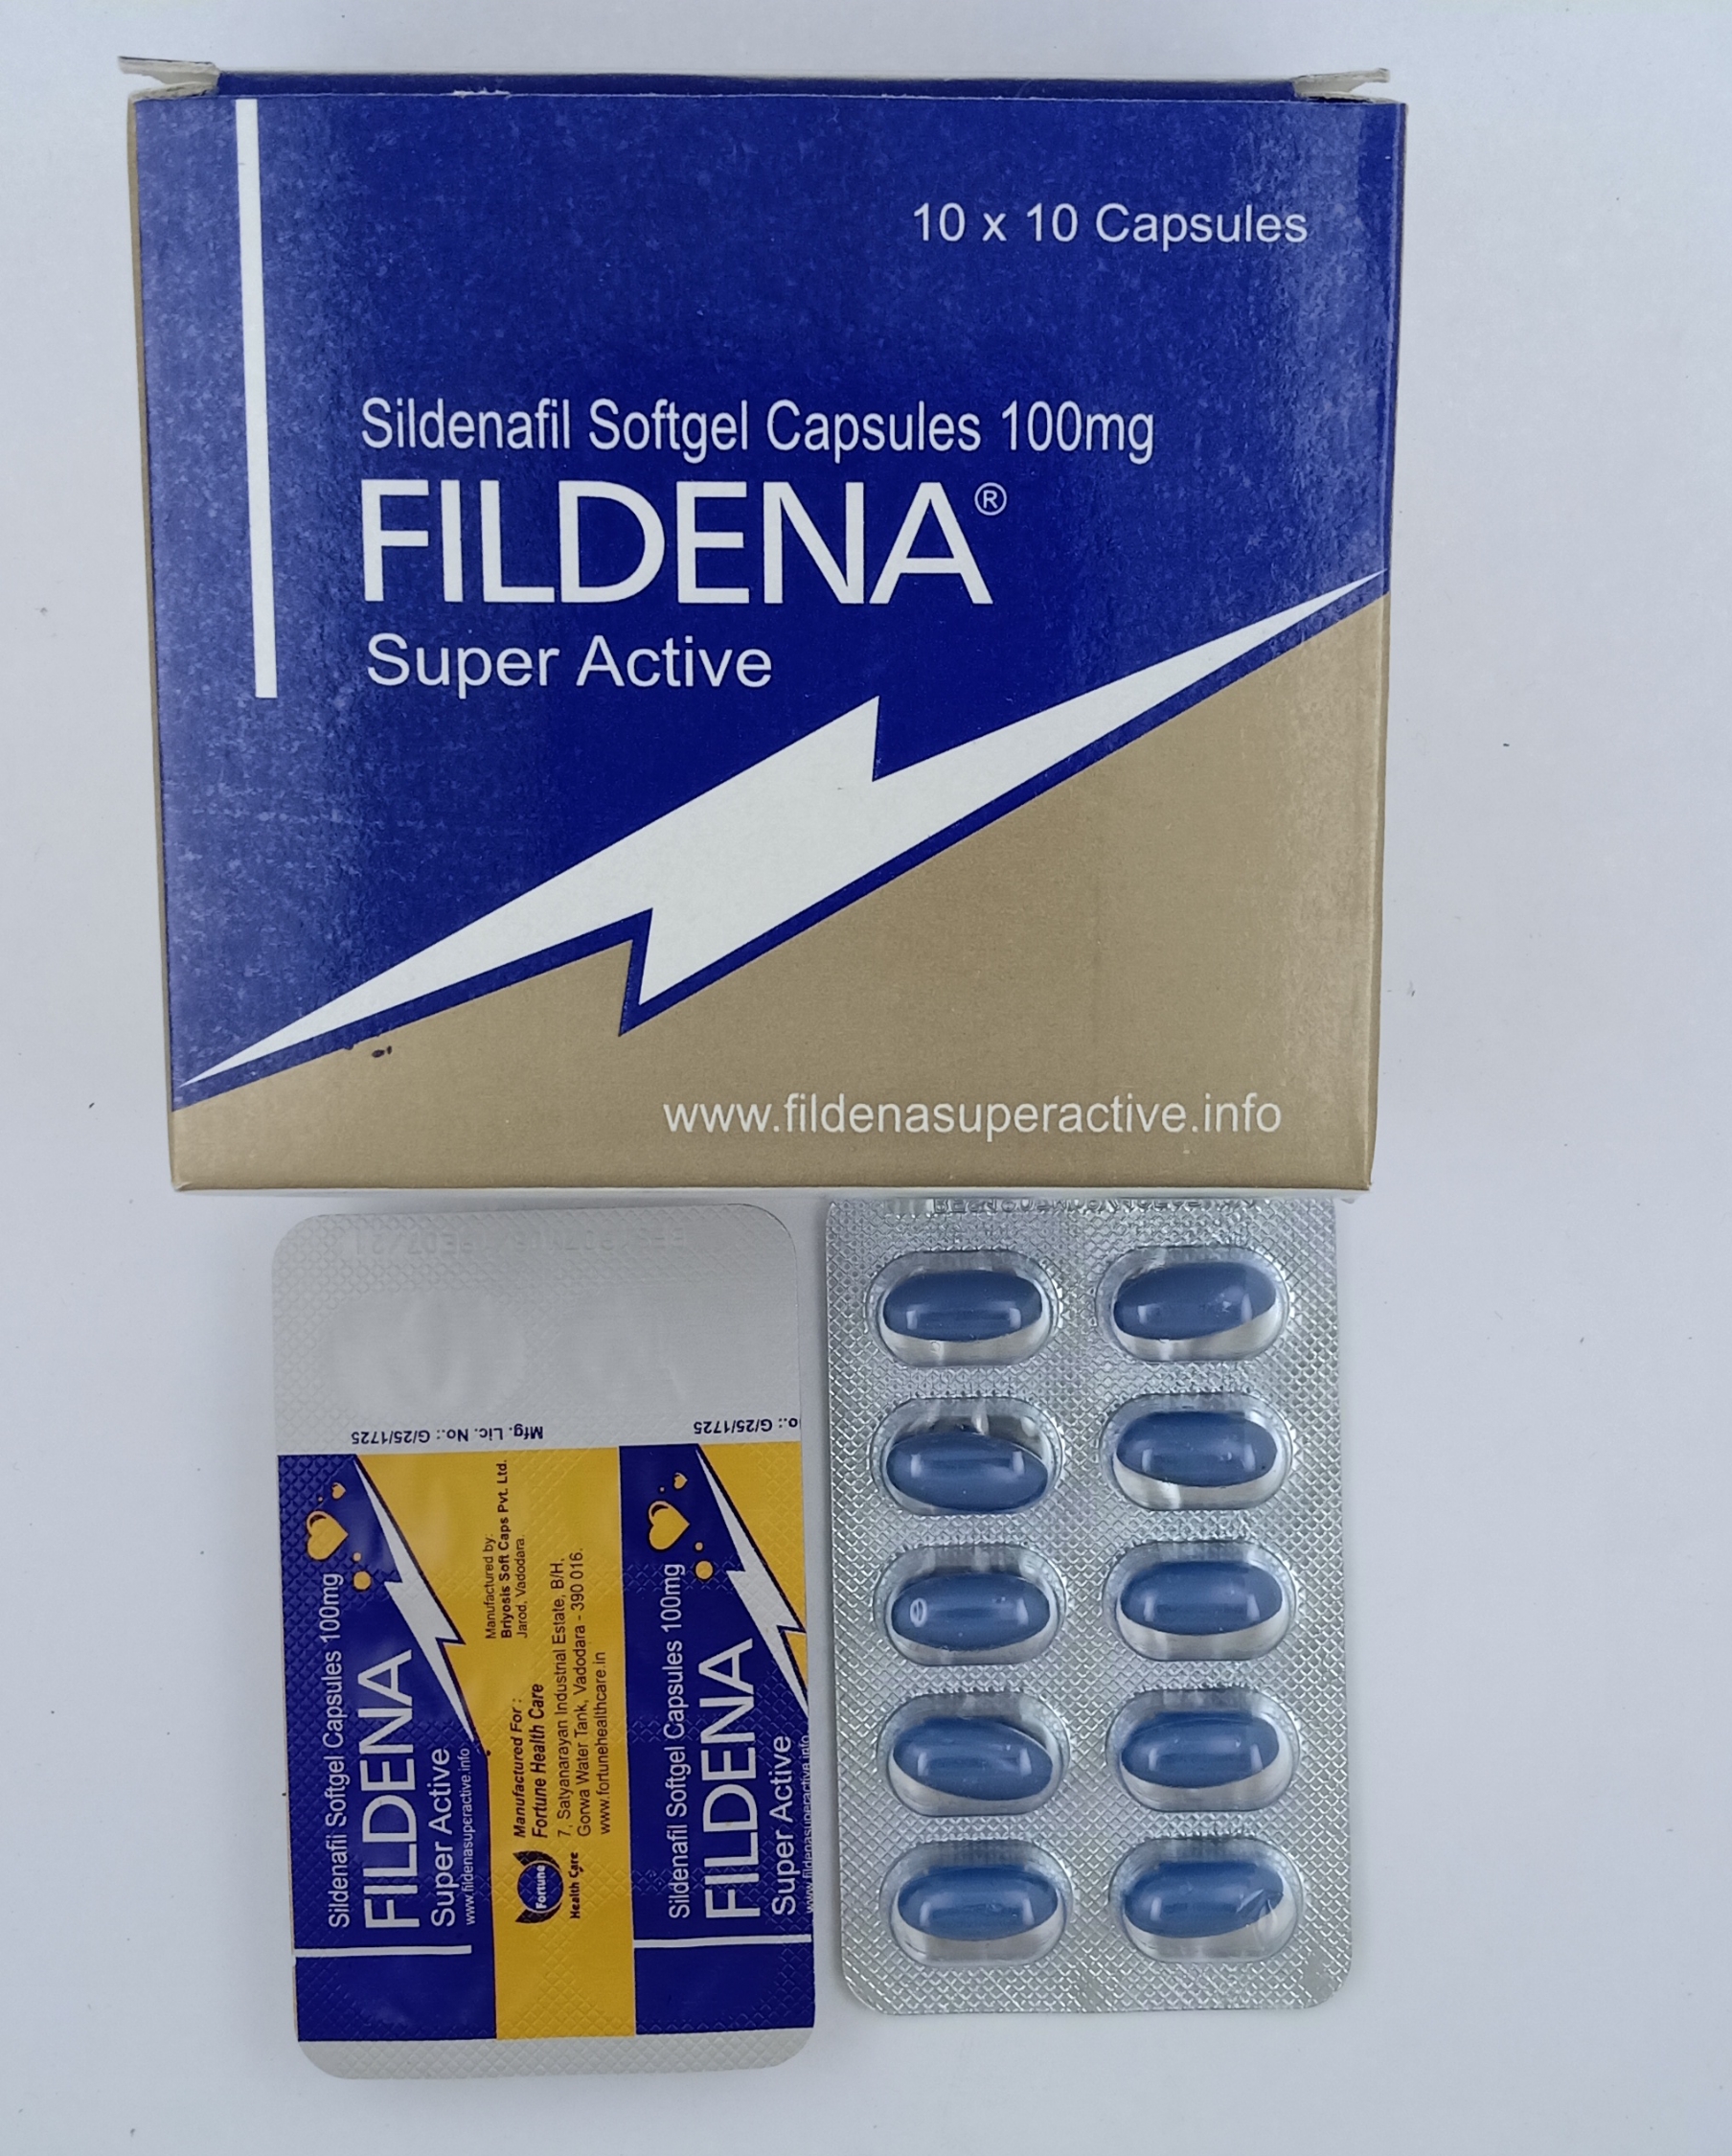 10 x 10 Capsules
Sildenafil Softgel Capsules 100mg
FILDENA®
Super Active
www.fildenasuperactive.info
Mfg. Lic. No.: G/25/1725
o.: G/25/1725
Sildenafil Softgel Capsules 100mg
FILDENA
Super Active
www.fildenasuperactive.info
Manufactured by:
Briyosis Soft Caps Pvt. Ltd.
Jarod, Vadodara.
Fortune
Health Care
Manufactured For :
Fortune Health Care
7, Satyanarayan Industrial Estate, B/H,
Gorwa Water Tank, Vadodara - 390 016.
www.fortunehealthcare.in
Sildenafil Softgel Capsules 100mg
FILDENA
Super Active
www.fildenasuperactive.info